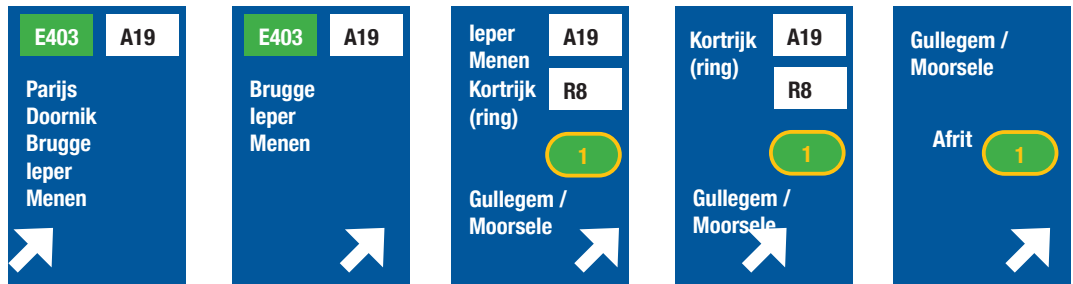 E403 A19
Parijs
Doornik
Brugge
Ieper
Menen
E403 A19
Brugge
Ieper
Menen
Ieper A19
Menen
Kortrijk R8
(ring)
1
Gullegem /
Moorsele
Kortrijk A19
(ring)
R8
1
Gullegem /
Moorsele
Gullegem /
Moorsele
Afrit 1